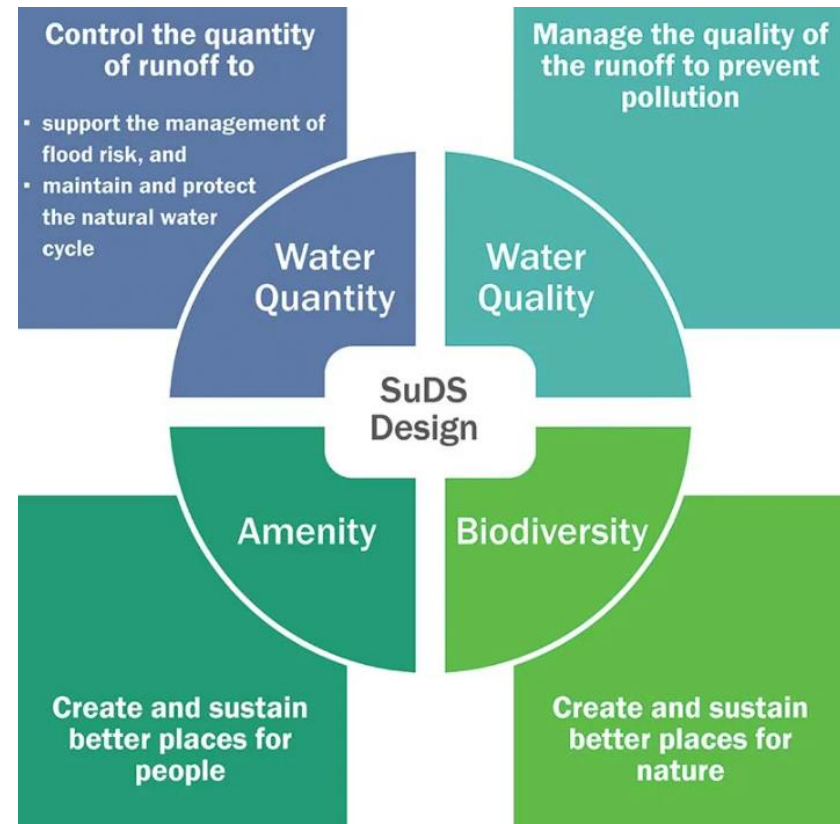 Control the quantity
of runoff to
▪ support the management of
flood risk, and
▪ maintain and protect
the natural water
cycle
Manage the quality of
the runoff to prevent
pollution
Water
Quantity
Water
Quality
SuDS
Design
Amenity
Biodiversity
Create and sustain
better places for
people
Create and sustain
better places for
nature